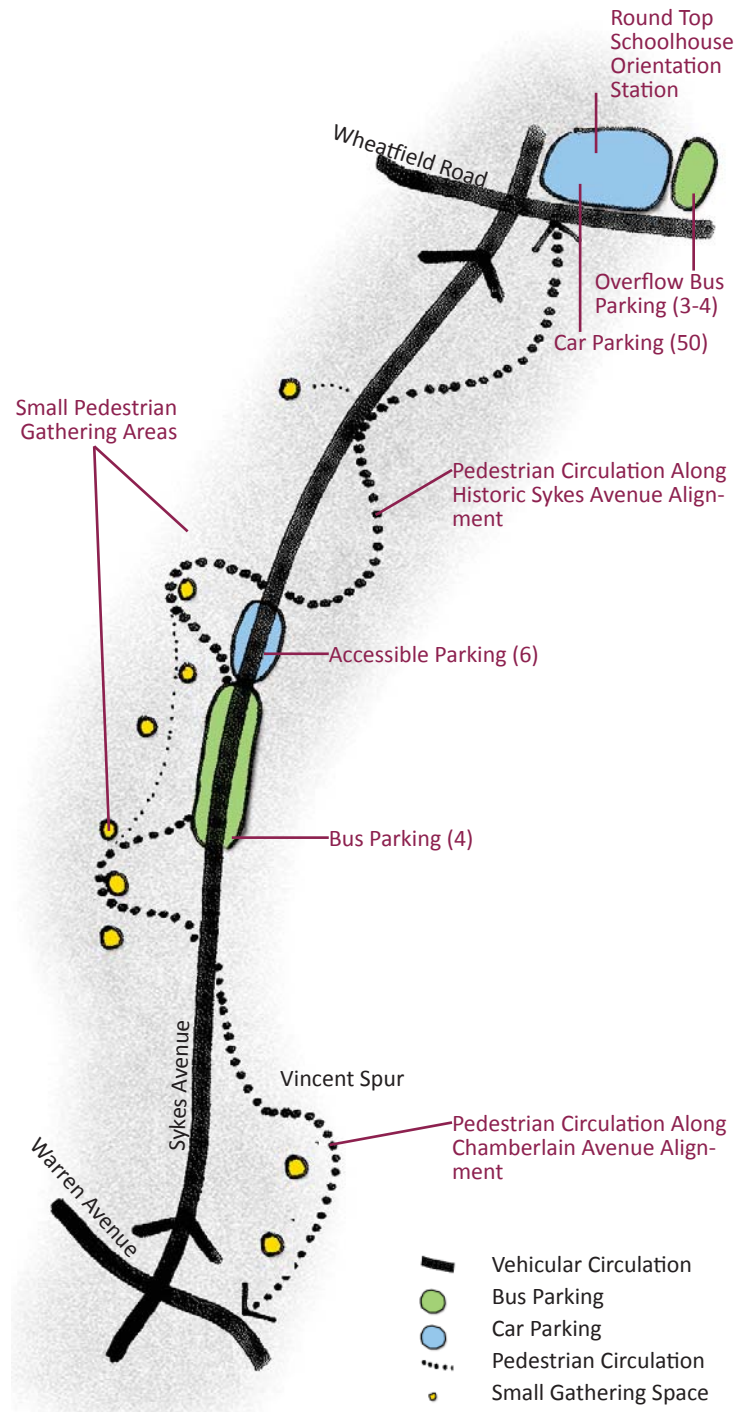 Round Top
Schoolhouse
Orientation
Station
Wheatfield Road
Overflow Bus
Parking (3-4)
Car Parking (50)
Small Pedestrian
Gathering Areas
Pedestrian Circulation Along
Historic Sykes Avenue Align-
ment
Accessible Parking (6)
Bus Parking (4)
Sykes Avenue
Vincent Spur
Pedestrian Circulation Along
Chamberlain Avenue Align-
ment
Warren Avenue
Vehicular Circulation
Bus Parking
Car Parking
Pedestrian Circulation
Small Gathering Space